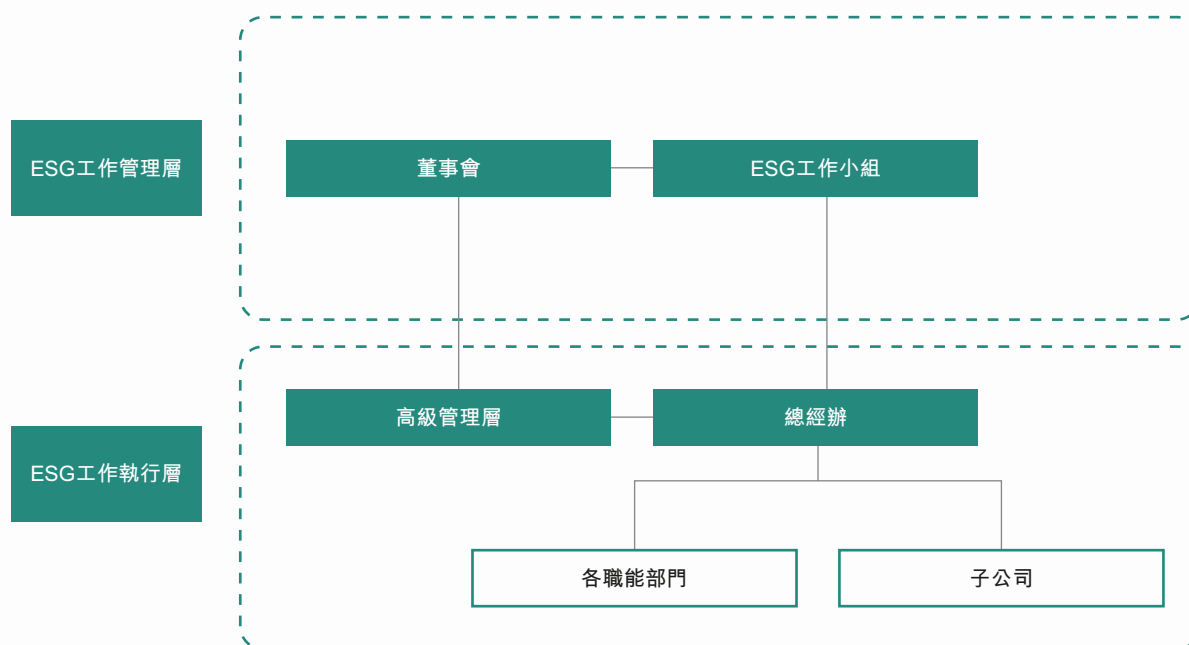 ESG工作管理層
董事會
ESG工作小組
ESG工作執行層
高級管理層
總經辦
各職能部門
子公司